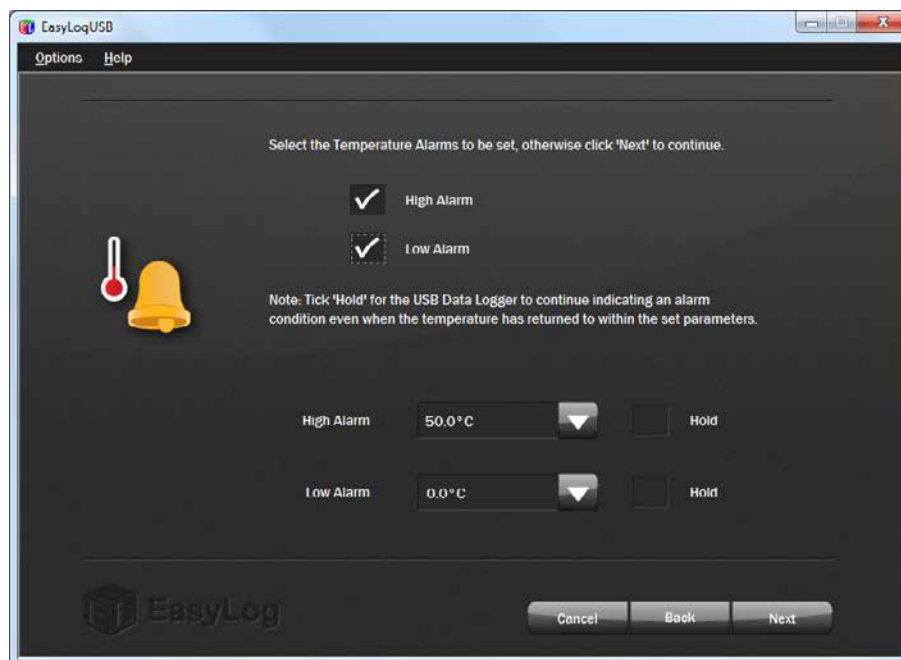 EasyLogUSB
Options Help
Select the Temperature Alarms to be set, otherwise click 'Next' to continue.
High Alarm
Low Alarm
Note: Tick 'Hold' for the USB Data Logger to continue indicating an alarm
condition even when the temperature has returned to within the set parameters.
High Alarm 50.0°C Hold
Low Alarm 0.0°C Hold
EasyLog
Cancel Back Next